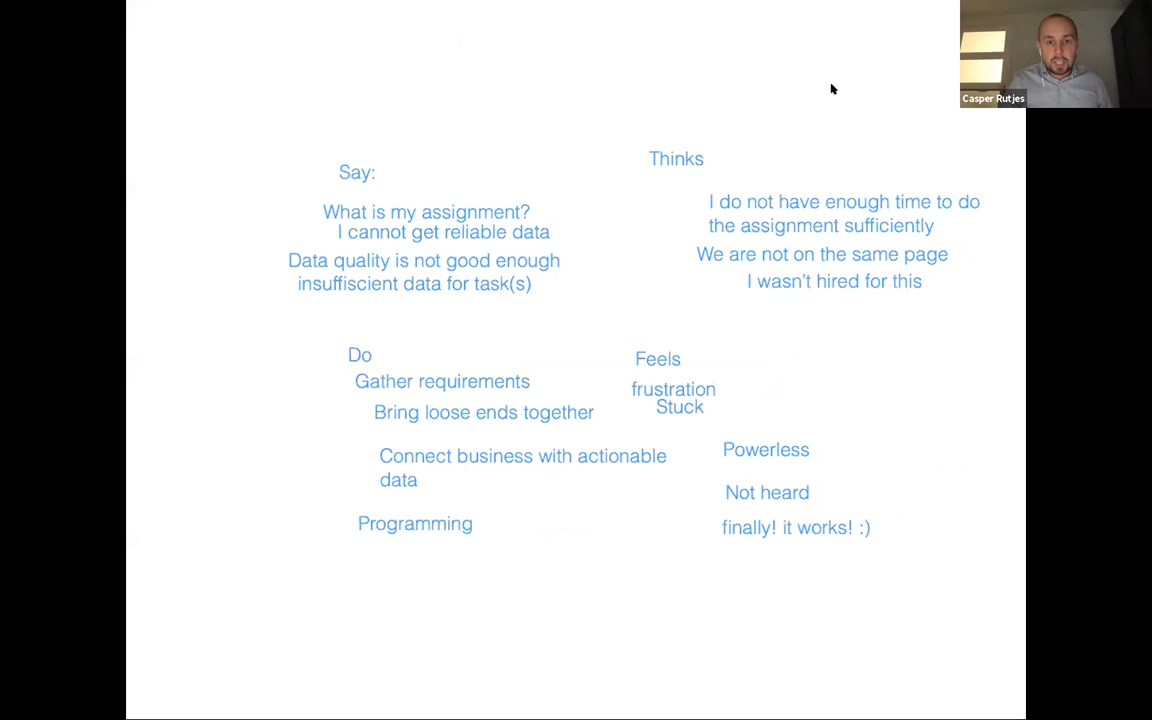 Casper Rutjes
Say:
What is my assignment?
I cannot get reliable data
Data quality is not good enough
insuffiscient data for task(s)
Thinks
I do not have enough time to do
the assignment sufficiently
We are not on the same page
I wasn't hired for this
Do
Gather requirements
Bring loose ends together
Connect business with actionable
data
Programming
Feels
frustration
Stuck
Powerless
Not heard
finally! it works! :)